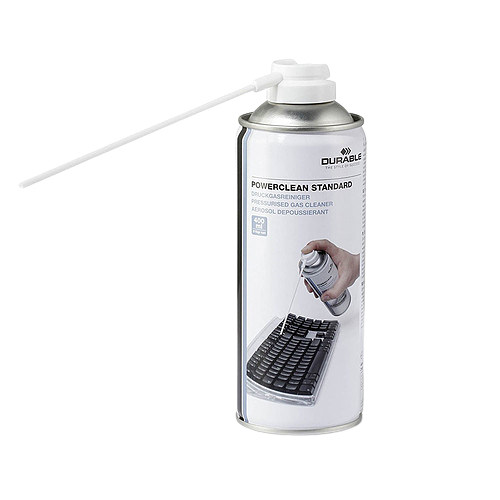 DURABLE
POWERCLEAN STANDARD
DRUCKGASREINIGER
PRESSURISED GAS CLEANER
AEROSOL DEPOUSSIERANT
400
ml